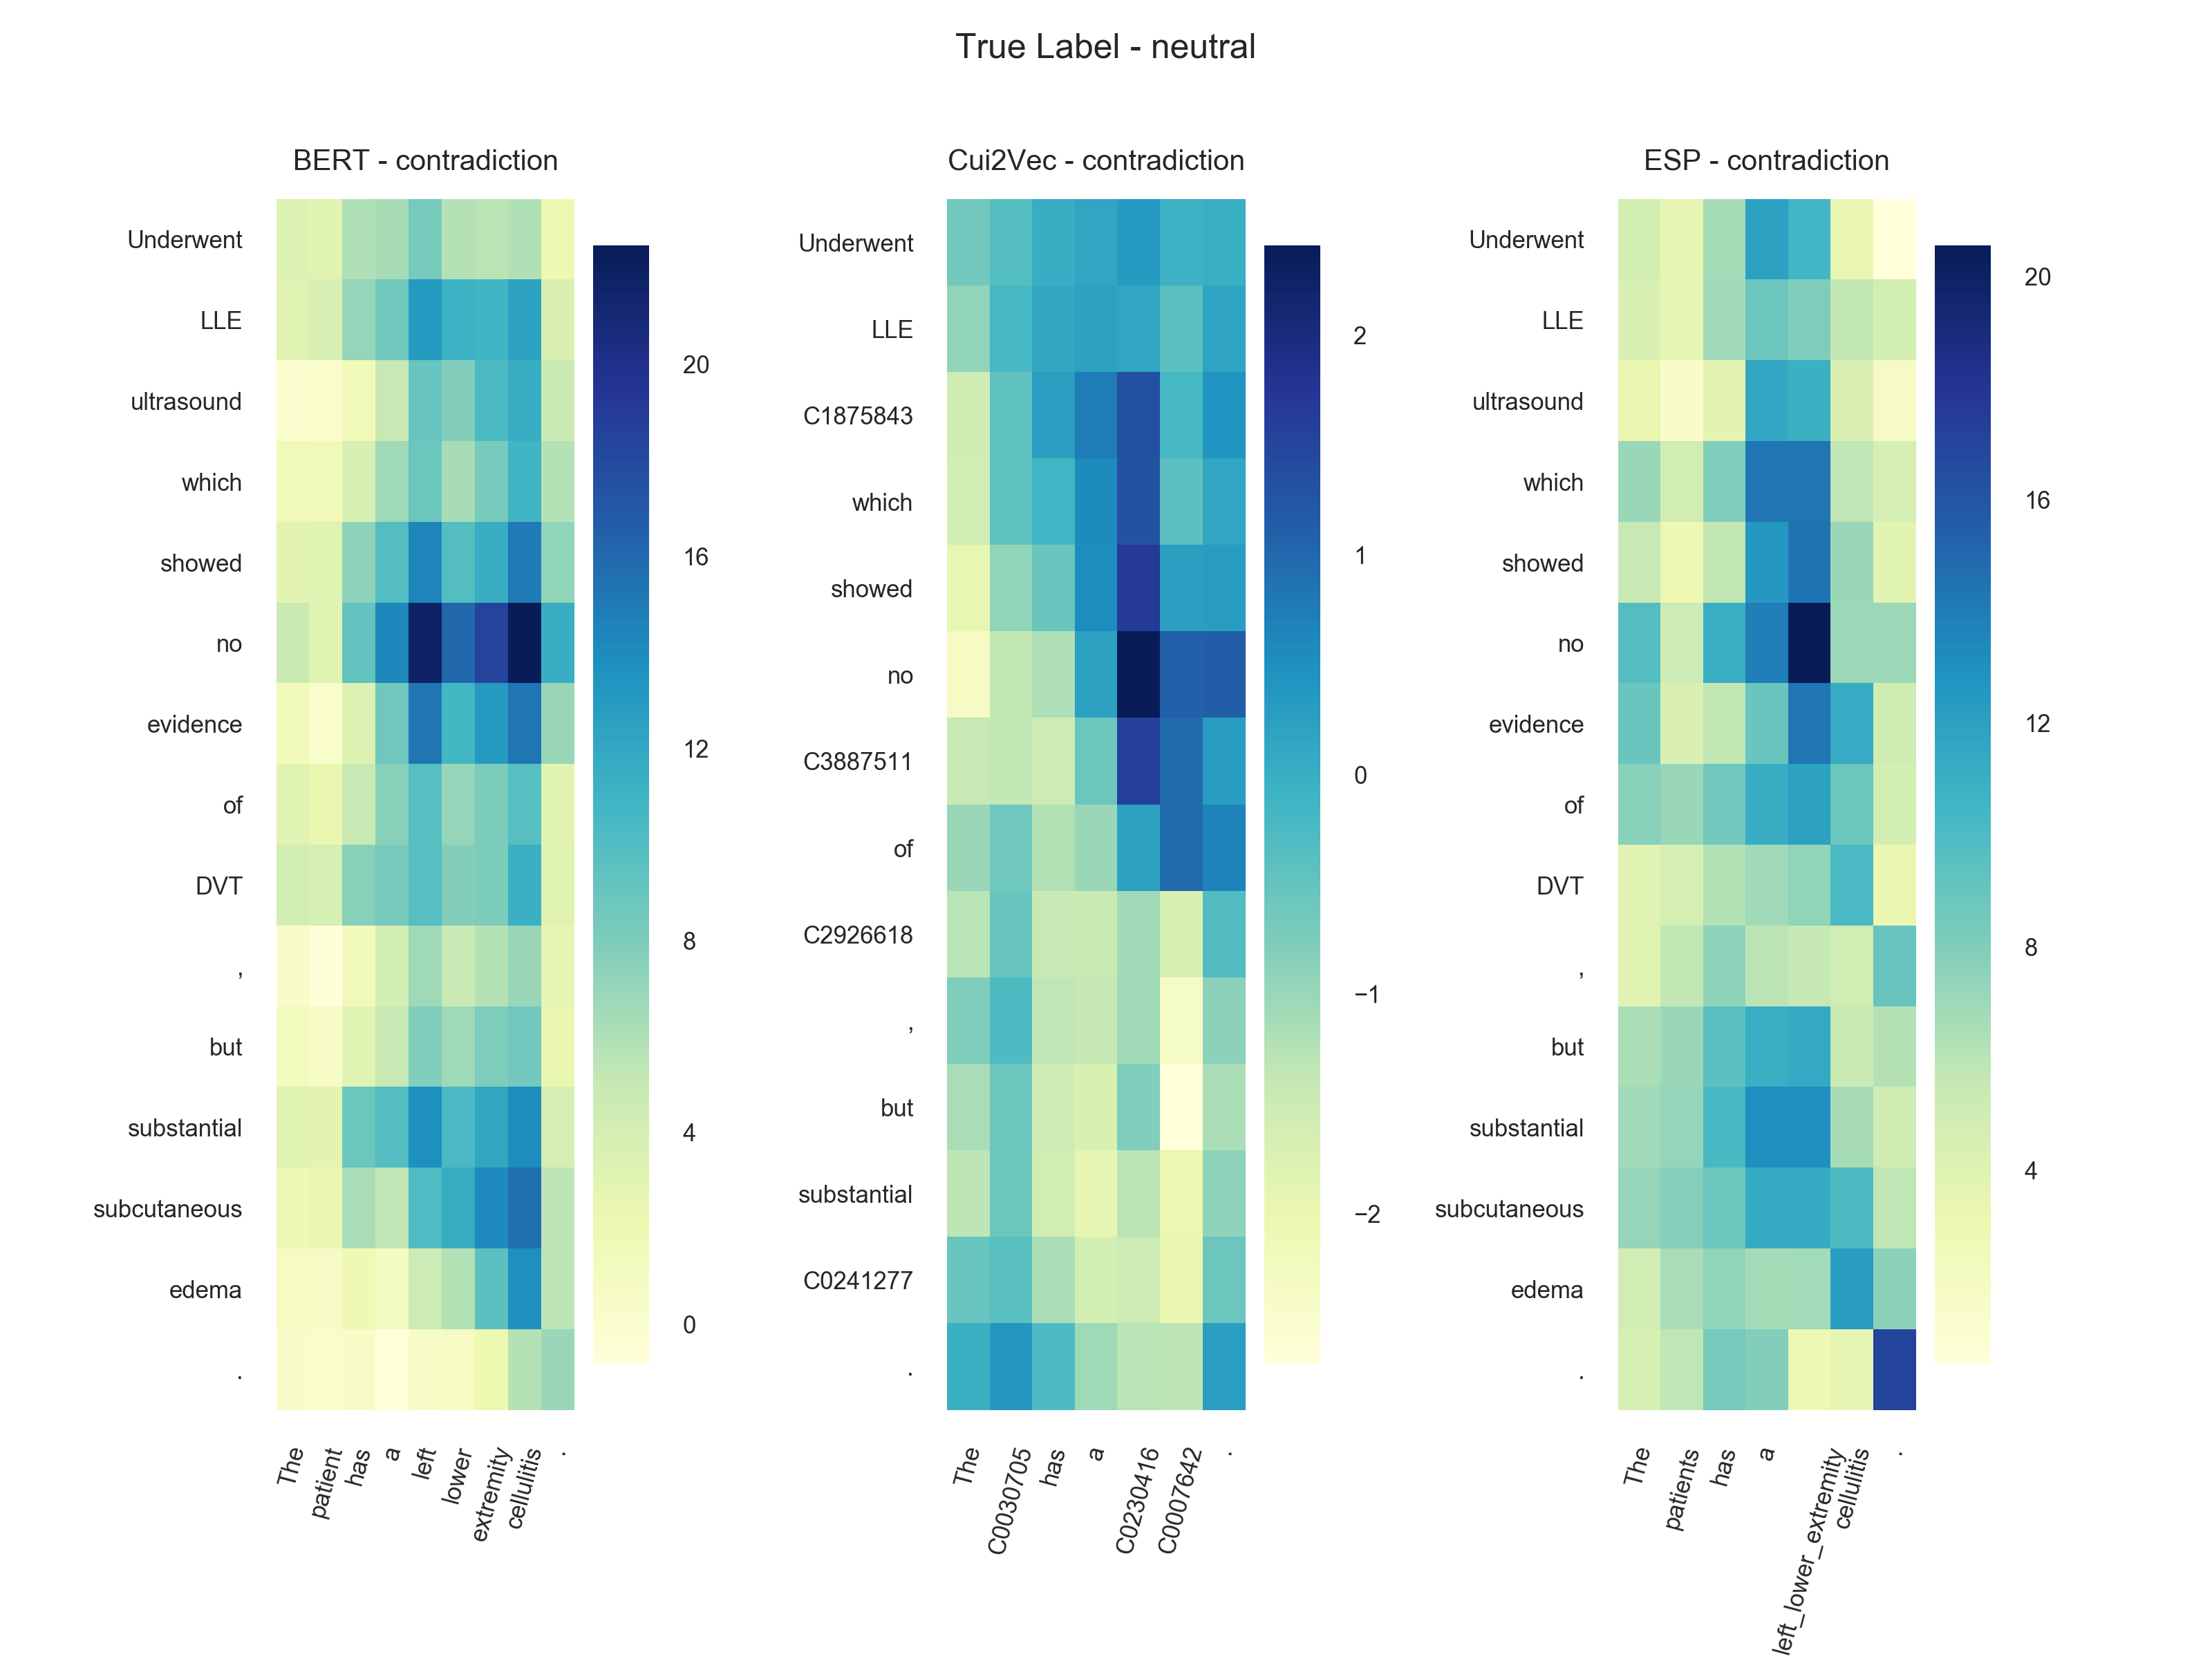 True Label - neutral
BERT - contradiction
Underwent
LLE
ultrasound
which
showed
no
evidence
of
DVT
,
but
substantial
subcutaneous
edema
.
The
patient
has
a
left
lower
extremity
cellulitis
.
20
16
12
8
4
0
Cui2Vec - contradiction
Underwent
LLE
C1875843
which
showed
no
C3887511
of
C2926618
,
but
substantial
C0241277
.
The
C0030705
has
a
C0230416
C0007642
.
2
1
0
−1
−2
ESP - contradiction
Underwent
LLE
ultrasound
which
showed
no
evidence
of
DVT
,
but
substantial
subcutaneous
edema
.
The
patients
has
a
left_lower_extremity
cellulitis
.
20
16
12
8
4